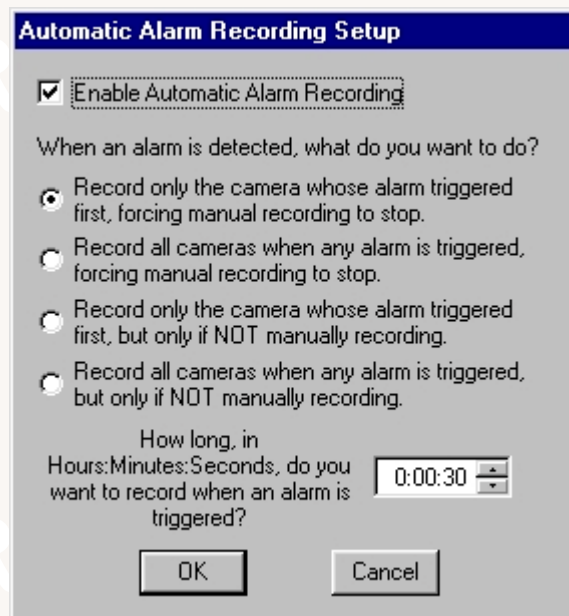 Automatic Alarm Recording Setup
Enable Automatic Alarm Recording
When an alarm is detected, what do you want to do?
Record only the camera whose alarm triggered
first, forcing manual recording to stop.
Record all cameras when any alarm is triggered,
forcing manual recording to stop.
Record only the camera whose alarm triggered
first, but only if NOT manually recording.
Record all cameras when any alarm is triggered,
but only if NOT manually recording.
How long, in
Hours:Minutes:Seconds, do you
want to record when an alarm is
triggered?
0:00:30
OK
Cancel